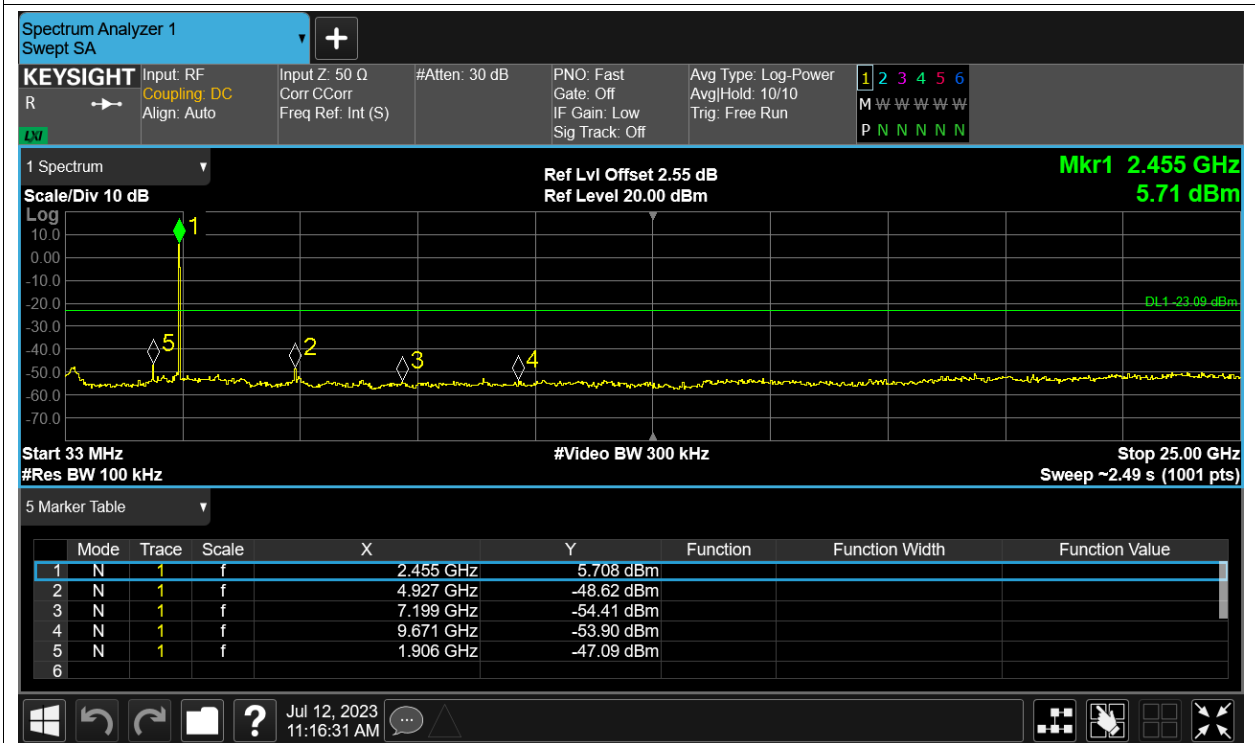 Spectrum Analyzer 1
Swept SA
KEYSIGHT
R
LXI
Input: RF
Coupling: DC
Align: Auto
Input Z: 50 Ω
Corr CCorr
Freq Ref: Int (S)
#Atten: 30 dB
PNO: Fast
Gate: Off
IF Gain: Low
Sig Track: Off
Avg Type: Log-Power
Avg|Hold: 10/10
Trig: Free Run
1 2 3 4 5 6
M W W W W W
P N N N N N
1 Spectrum
Scale/Div 10 dB
Ref Lvl Offset 2.55 dB
Ref Level 20.00 dBm
Mkr1 2.455 GHz
5.71 dBm
Log
10.0
0.00
-10.0
-20.0
-30.0
-40.0
-50.0
-60.0
-70.0
1
5
2
3
4
DL1 -23.09 dBm
Start 33 MHz
#Res BW 100 kHz
#Video BW 300 kHz
Stop 25.00 GHz
Sweep ~2.49 s (1001 pts)
5 Marker Table
Mode Trace Scale X Y Function Function Width Function Value
1 N 1 f 2.455 GHz 5.708 dBm
2 N 1 f 4.927 GHz -48.62 dBm
3 N 1 f 7.199 GHz -54.41 dBm
4 N 1 f 9.671 GHz -53.90 dBm
5 N 1 f 1.906 GHz -47.09 dBm
6
?
Jul 12, 2023
11:16:31 AM